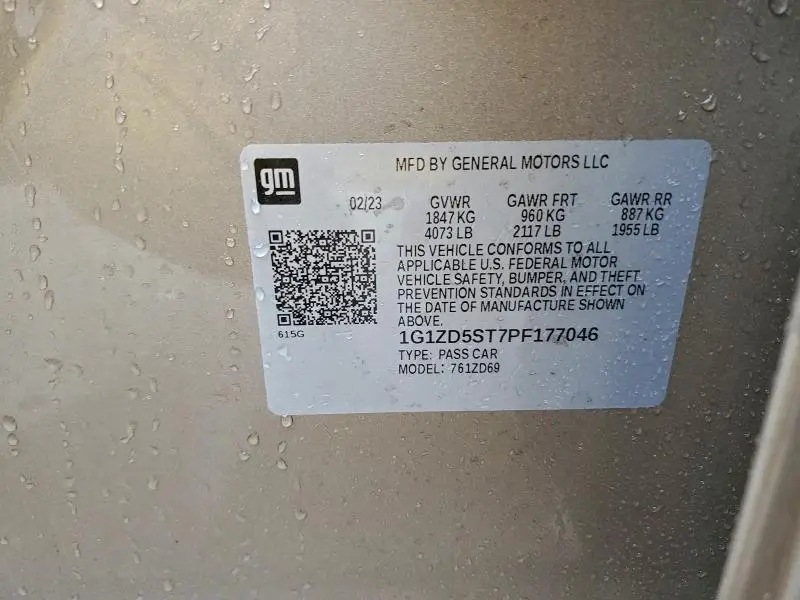 gm
MFD BY GENERAL MOTORS LLC
02/23 GVWR GAWR FRT GAWR RR
1847 KG 960 KG 887 KG
4073 LB 2117 LB 1955 LB
THIS VEHICLE CONFORMS TO ALL
APPLICABLE U.S. FEDERAL MOTOR
VEHICLE SAFETY, BUMPER, AND THEFT
PREVENTION STANDARDS IN EFFECT ON
THE DATE OF MANUFACTURE SHOWN
ABOVE.
615G
1G1ZD5ST7PF177046
TYPE: PASS CAR
MODEL: 761ZD69